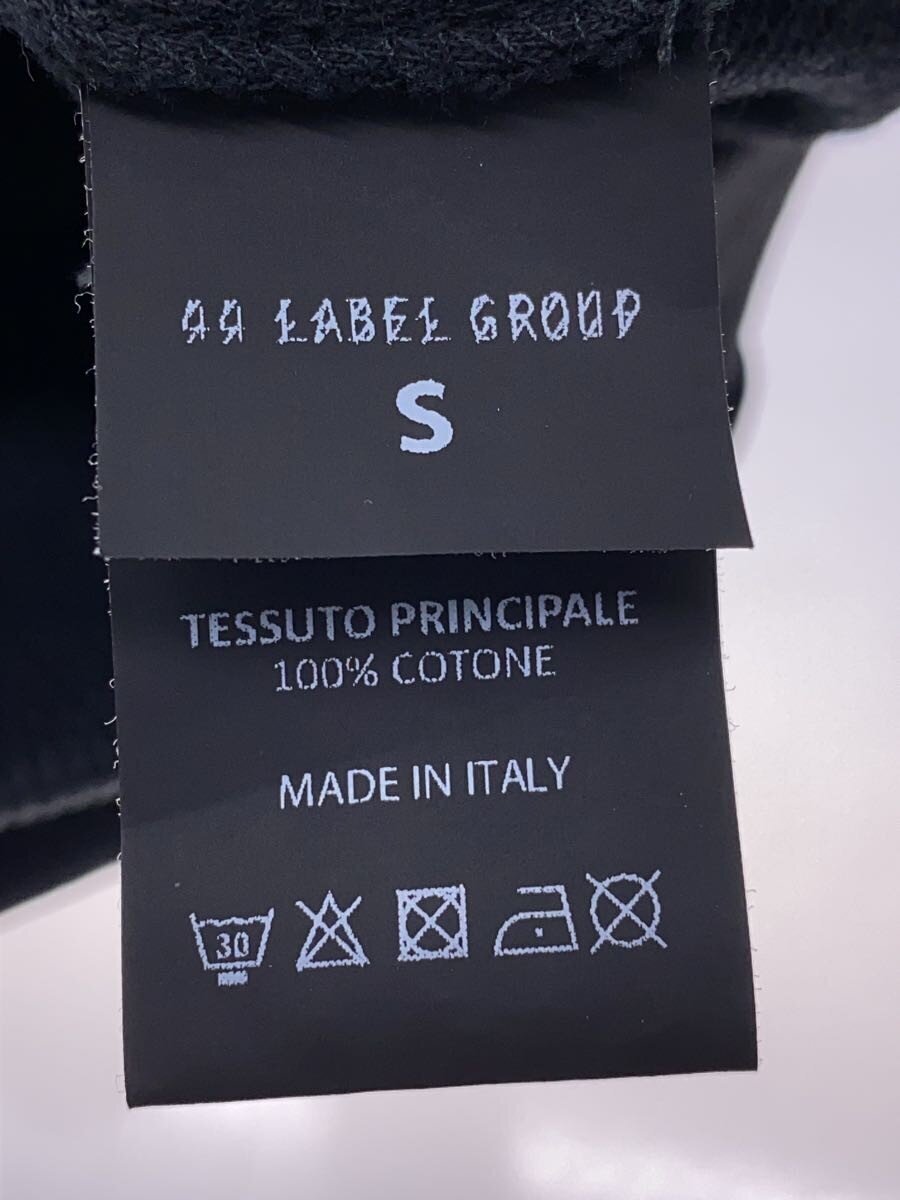 44 LABEL GROUP
S
TESSUTO PRINCIPALE
100% COTONE
MADE IN ITALY
30